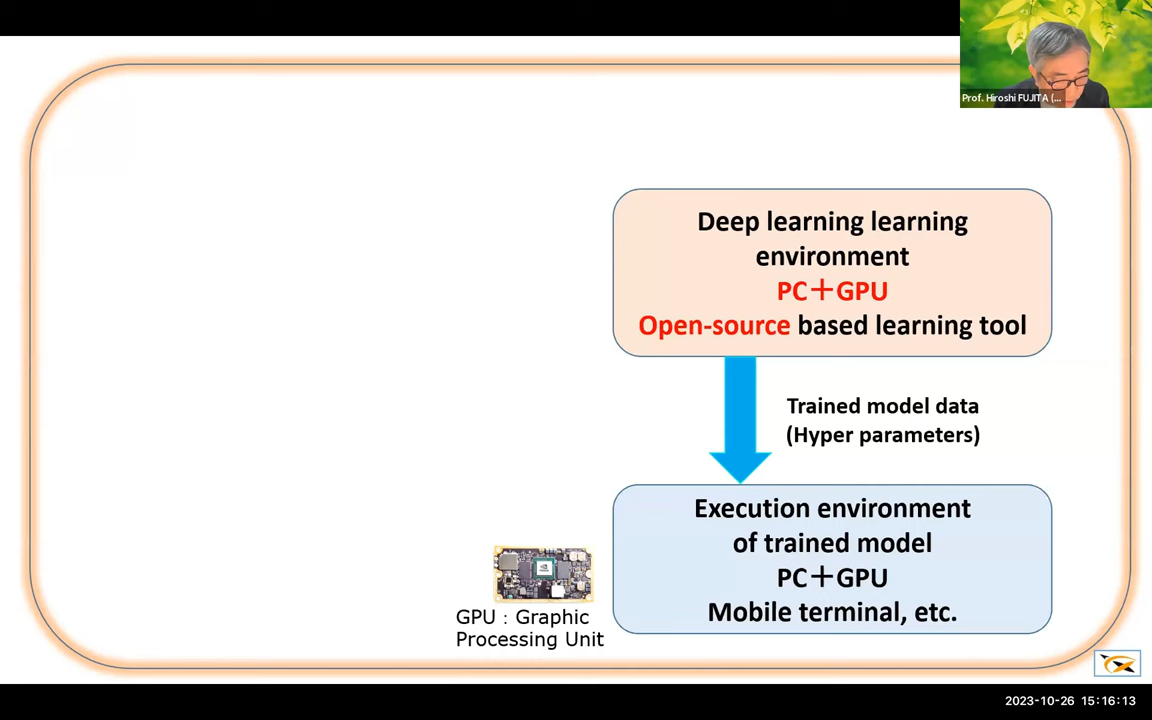 Prof. Hiroshi FUJITA (...
Deep learning learning
environment
PC＋GPU
Open-source based learning tool
Trained model data
(Hyper parameters)
Execution environment
of trained model
PC＋GPU
Mobile terminal, etc.
GPU : Graphic
Processing Unit
2023-10-26 15:16:13